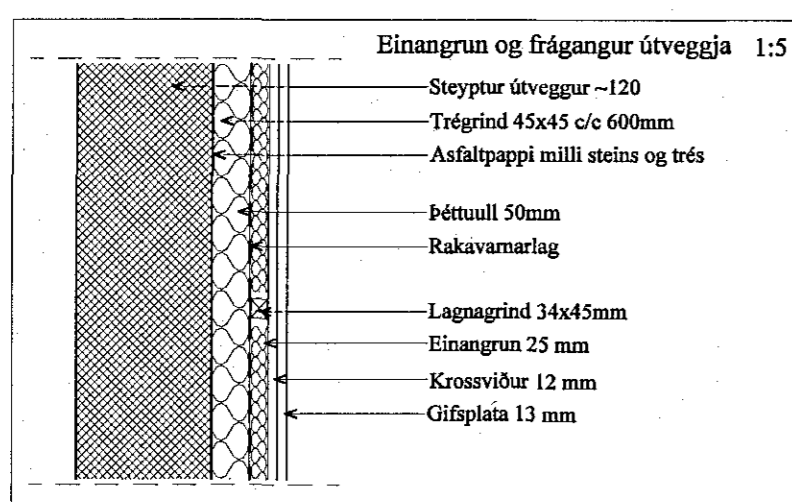 Einangrun og frágangur útveggja 1:5
Steyptur útveggur ~120
Trégrind 45x45 c/c 600mm
Asfaltpappi milli steins og trés
Þéttuull 50mm
Rakavarnarlag
Lagnagrind 34x45mm
Einangrun 25 mm
Krossviður 12 mm
Gifsplata 13 mm